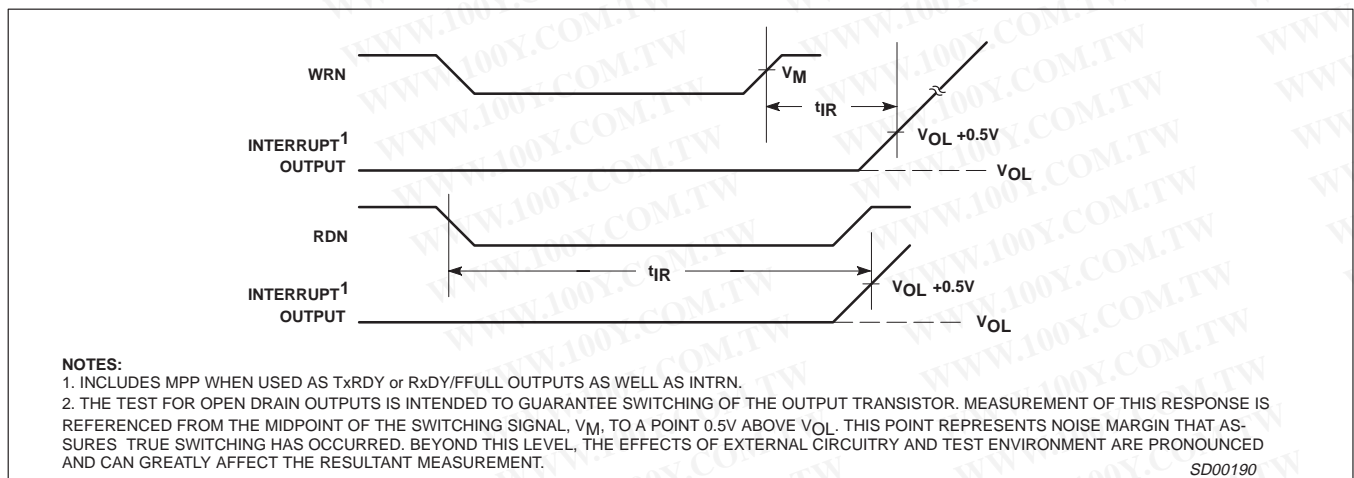 WRN
VM
tIR
INTERRUPT1
OUTPUT
VOL +0.5V
VOL
RDN
tIR
INTERRUPT1
OUTPUT
VOL +0.5V
VOL
NOTES:
1. INCLUDES MPP WHEN USED AS TxRDY or RxDY/FFULL OUTPUTS AS WELL AS INTRN.
2. THE TEST FOR OPEN DRAIN OUTPUTS IS INTENDED TO GUARANTEE SWITCHING OF THE OUTPUT TRANSISTOR. MEASUREMENT OF THIS RESPONSE IS
REFERENCED FROM THE MIDPOINT OF THE SWITCHING SIGNAL, VM, TO A POINT 0.5V ABOVE VOL. THIS POINT REPRESENTS NOISE MARGIN THAT AS-
SURES TRUE SWITCHING HAS OCCURRED. BEYOND THIS LEVEL, THE EFFECTS OF EXTERNAL CIRCUITRY AND TEST ENVIRONMENT ARE PRONOUNCED
AND CAN GREATLY AFFECT THE RESULTANT MEASUREMENT.
SD00190
WWW.100Y.COM.TW